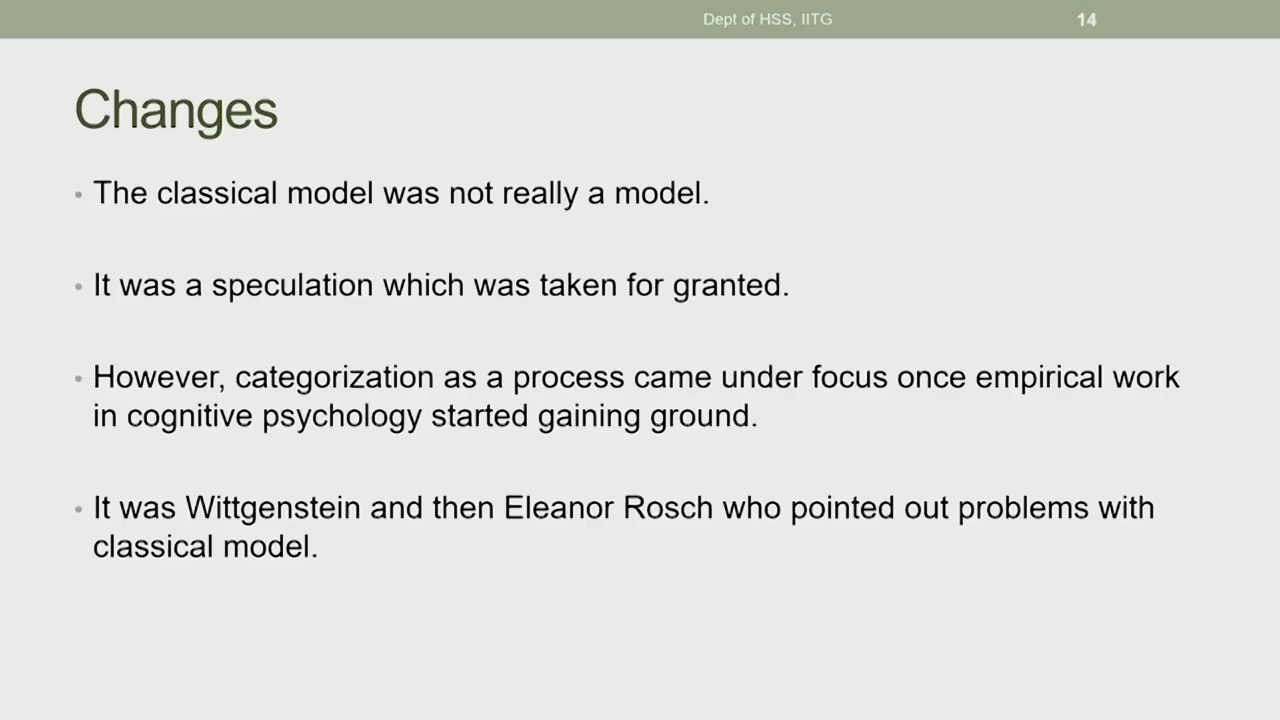 Dept of HSS, IITG 14
Changes
• The classical model was not really a model.
• It was a speculation which was taken for granted.
• However, categorization as a process came under focus once empirical work
in cognitive psychology started gaining ground.
• It was Wittgenstein and then Eleanor Rosch who pointed out problems with
classical model.